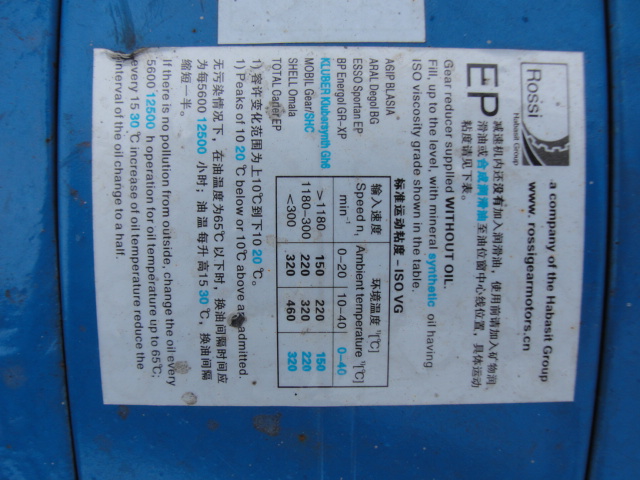 Rossi
Habasit Group
a company of the Habasit Group
www. rossigearmotors.cn
EP
减速机内还没有加入润滑油，使用前请加入矿物润
滑油或合成润滑油至油位窗中心线位置，具体运动
粘度请见下表。
Gear reducer supplied WITHOUT OIL.
Fill, up to the level, with mineral synthetic oil having
ISO viscosity grade shown in the table.
标准运动粘度 - ISO VG
AGIP BLASIA
ARAL Degol BG
ESSO Spartan EP
BP Energol GR-XP
KLUBER Klubersynth Gh6
MOBIL Gear/SHC
SHELL Omala
TOTAL Carter EP
输入速度 环境温度 ¹⁾[℃]
Speed n, Ambient temperature ¹⁾[℃]
min⁻¹ 0-20 10-40 0-40
>1180 150 220 150
1180-300 220 320 220
<300 320 460 320
1) 容许变化范围为上10℃到下10 20 ℃。
1) Peaks of 10 20 ℃ below or 10℃ above are admitted.
无污染情况下，在油温度为65℃以下时，换油间隔时间应
为每5600 12500 小时；油温每升高15 30 ℃，换油间隔
缩短一半。
If there is no pollution from outside, change the oil every
5600 12500 h operation for oil temperature up to 65℃;
every 15 30 ℃ increase of oil temperature reduce the
interval of the oil change to a half.